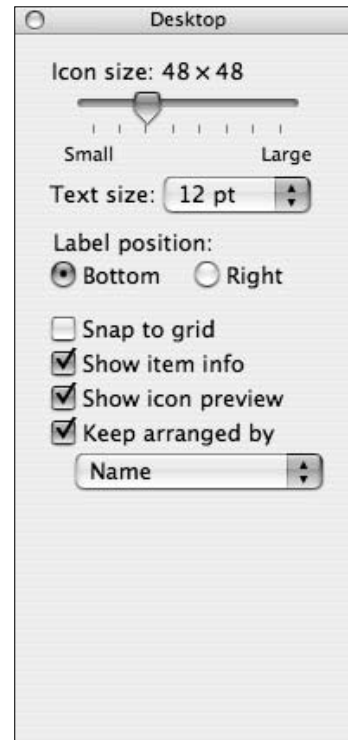 Desktop
Icon size: 48 × 48
Small Large
Text size: 12 pt
Label position:
Bottom Right
Snap to grid
Show item info
Show icon preview
Keep arranged by
Name